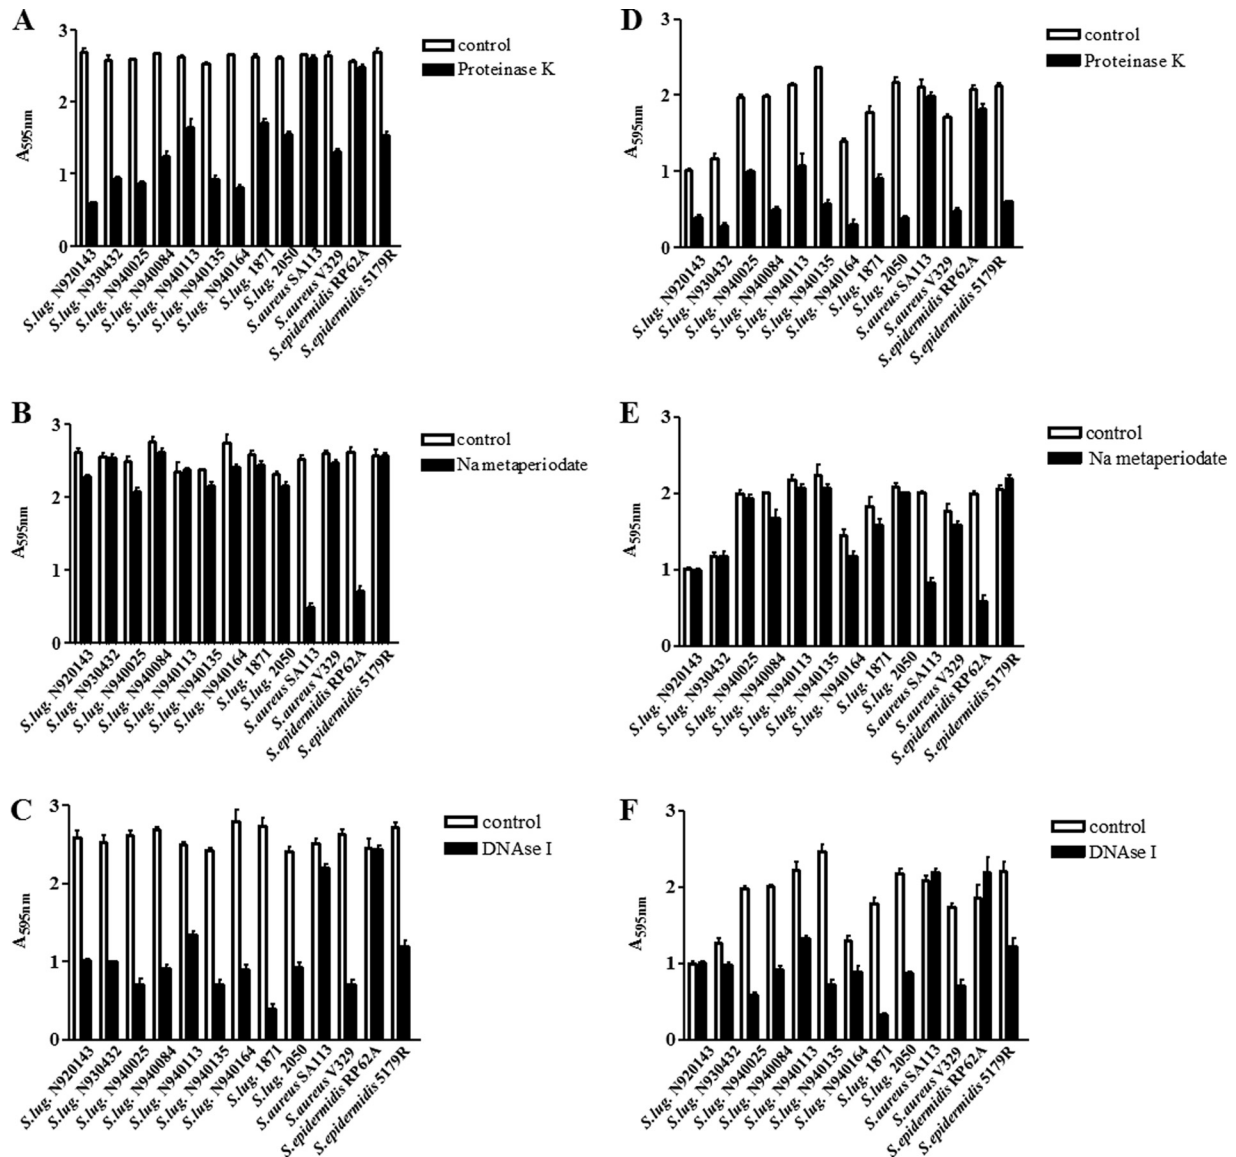 A
3
2
1
0
A595nm
control
Proteinase K
S.lug. N920143
S.lug. N930432
S.lug. N940025
S.lug. N940084
S.lug. N940113
S.lug. N940135
S.lug. N940164
S.lug. 1871
S.lug. 2050
S.aureus SA113
S.aureus V329
S.epidermidis RP62A
S.epidermidis 5179R
D
3
2
1
0
A595nm
control
Proteinase K
S.lug. N920143
S.lug. N930432
S.lug. N940025
S.lug. N940084
S.lug. N940113
S.lug. N940135
S.lug. N940164
S.lug. 1871
S.lug. 2050
S.aureus SA113
S.aureus V329
S.epidermidis RP62A
S.epidermidis 5179R
B
3
2
1
0
A595nm
control
Na metaperiodate
S.lug. N920143
S.lug. N930432
S.lug. N940025
S.lug. N940084
S.lug. N940113
S.lug. N940135
S.lug. N940164
S.lug. 1871
S.lug. 2050
S.aureus SA113
S.aureus V329
S.epidermidis RP62A
S.epidermidis 5179R
E
3
2
1
0
A595nm
control
Na metaperiodate
S.lug. N920143
S.lug. N930432
S.lug. N940025
S.lug. N940084
S.lug. N940113
S.lug. N940135
S.lug. N940164
S.lug. 1871
S.lug. 2050
S.aureus SA113
S.aureus V329
S.epidermidis RP62A
S.epidermidis 5179R
C
3
2
1
0
A595nm
control
DNAse I
S.lug. N920143
S.lug. N930432
S.lug. N940025
S.lug. N940084
S.lug. N940113
S.lug. N940135
S.lug. N940164
S.lug. 1871
S.lug. 2050
S.aureus SA113
S.aureus V329
S.epidermidis RP62A
S.epidermidis 5179R
F
3
2
1
0
A595nm
control
DNAse I
S.lug. N920143
S.lug. N930432
S.lug. N940025
S.lug. N940084
S.lug. N940113
S.lug. N940135
S.lug. N940164
S.lug. 1871
S.lug. 2050
S.aureus SA113
S.aureus V329
S.epidermidis RP62A
S.epidermidis 5179R